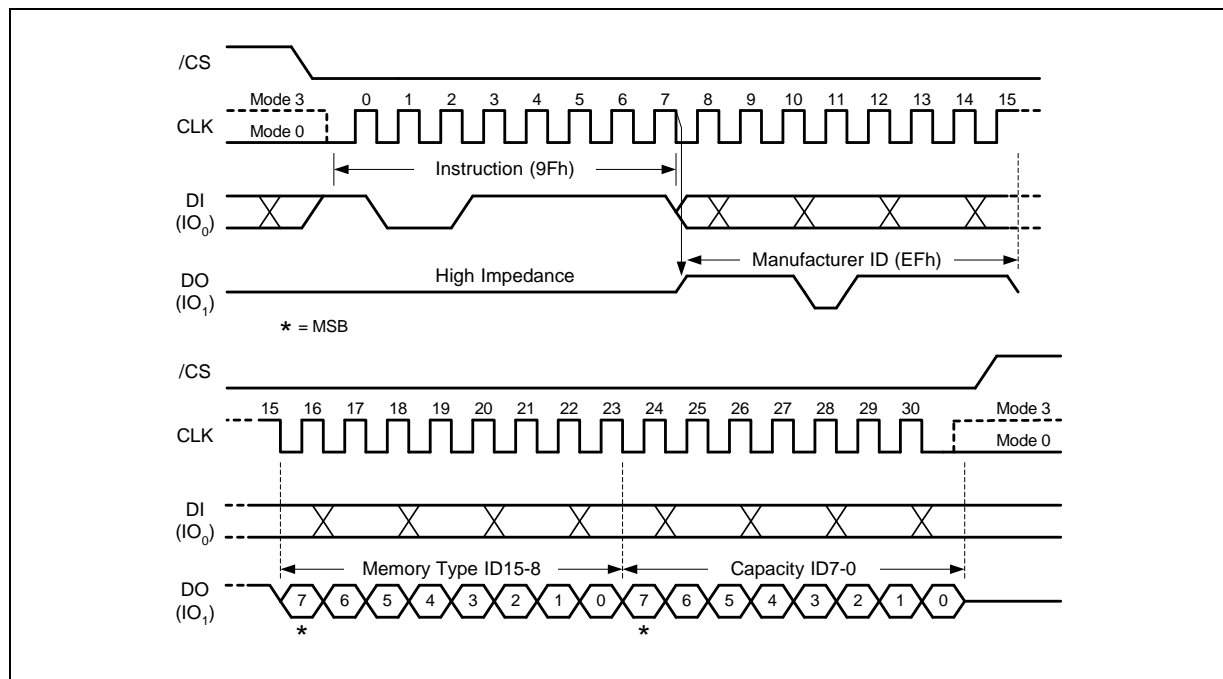 /CS
Mode 3 0 1 2 3 4 5 6 7 8 9 10 11 12 13 14 15
CLK
Mode 0
Instruction (9Fh)
DI
(IO0)
Manufacturer ID (EFh)
High Impedance
DO
(IO1)
* = MSB
/CS
15 16 17 18 19 20 21 22 23 24 25 26 27 28 29 30 Mode 3
CLK
Mode 0
DI
(IO0)
Memory Type ID15-8 Capacity ID7-0
DO 7 6 5 4 3 2 1 0 7 6 5 4 3 2 1 0
(IO1)
* *